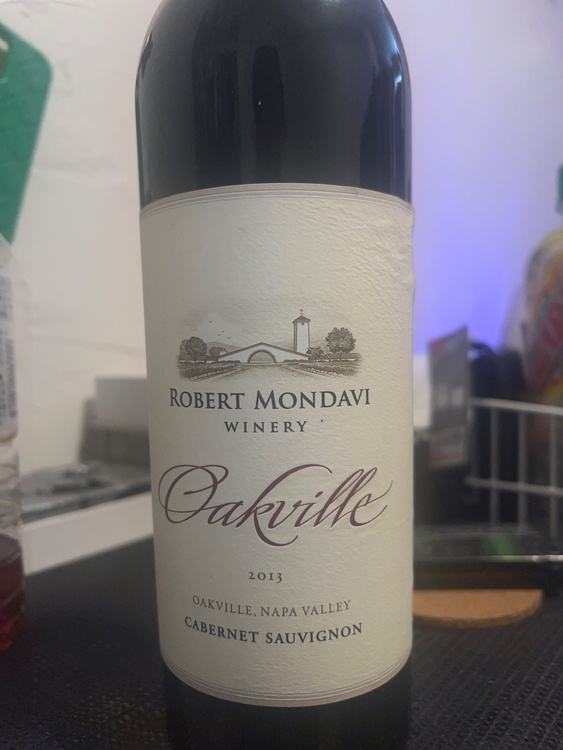 ROBERT MONDAVI
WINERY
Oakville
2013
OAKVILLE, NAPA VALLEY
CABERNET SAUVIGNON